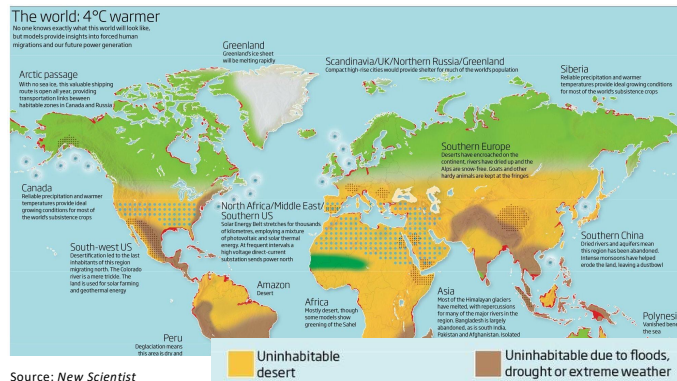 The world: 4°C warmer
No one knows exactly what this world will look like,
but models provide insights into forced human
migrations and our future power generation
Greenland
Greenland's ice sheet
will be melting rapidly
Scandinavia/UK/Northern Russia/Greenland
Compact high-rise cities would provide shelter for much of the world's population
Siberia
Reliable precipitation and warmer
temperatures provide ideal growing conditions
for most of the world's subsistence crops
Arctic passage
With no sea ice, this valuable shipping
route is open all year, providing
transportation links beween
habitable zones in Canada and Russia
Southern Europe
Deserts have encroached on the
continent, rivers have dried up and the
Alps are snow-free. Goats and other
hardy animals are kept at the fringes
Canada
Reliable precipitation and warmer
temperatures provide ideal
growing conditions for most of
the world's subsistence crops
North Africa/Middle East/
Southern US
Solar Energy Belt stretches for thousands
of kilometers, employing a mixture
of photovoltaic and solar thermal
energy. At frequent intervals a
high voltage direct-current
substation sends power north
South-west US
Desertification led to the last
inhabitants of this region
migrating north. The Colorado
river is a mere trickle. The
land is used for solar farming
and geothermal energy
Southern China
Dried rivers and aquifers mean
this region has been abandoned.
Intense monsoons have helped
erode the land, leaving a dustbowl
Amazon
Desert
Africa
Mostly desert, though
some models show
greening of the Sahel
Asia
Most of the Himalayan glaciers
have melted, with repercussions
for many of the major rivers in the
region. Bangladesh is largely
abandoned, as is south India,
Pakistan and Afghanistan. Isolated
Polynesi
Vanished bene
the sea
Peru
Deglaciation means
this area is dry and
Uninhabitable
desert
Uninhabitable due to floods,
drought or extreme weather
Source: New Scientist